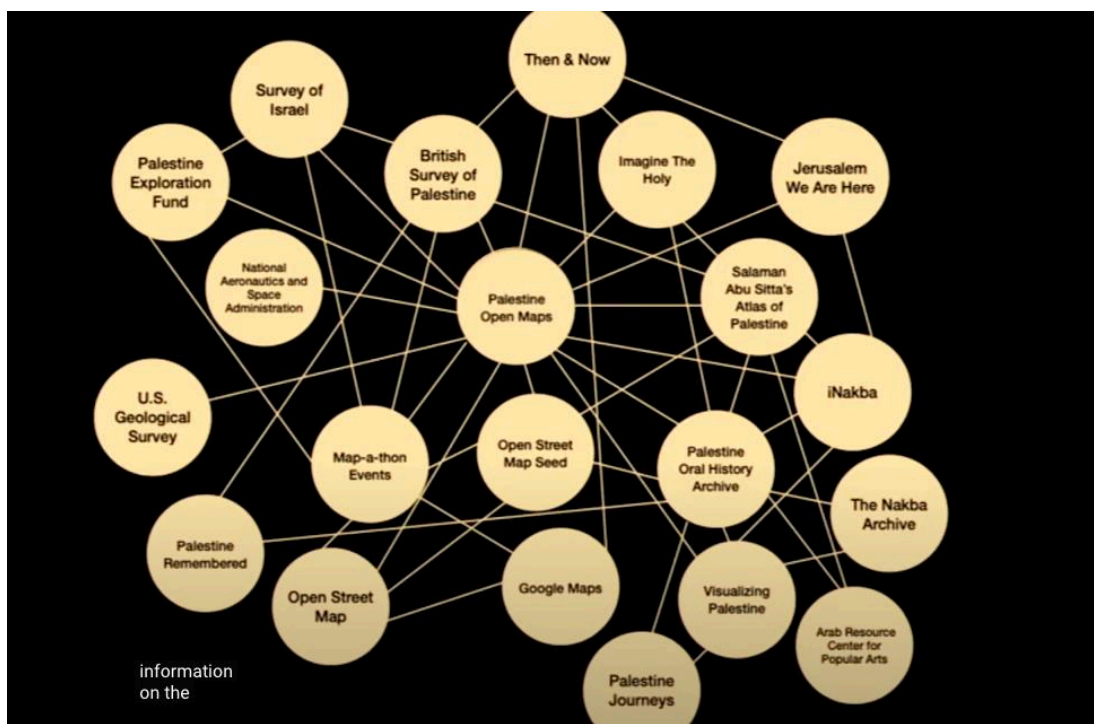 Then & Now
Survey of
Israel
British
Survey of
Palestine
Imagine The
Holy
Palestine
Exploration
Fund
Jerusalem
We Are Here
National
Aeronautics and
Space
Administration
Palestine
Open Maps
Salaman
Abu Sitta's
Atlas of
Palestine
iNakba
U.S.
Geological
Survey
Map-a-thon
Events
Open Street
Map Seed
Palestine
Oral History
Archive
The Nakba
Archive
Palestine
Remembered
Open Street
Map
Google Maps
Visualizing
Palestine
Arab Resource
Center for
Popular Arts
Palestine
Journeys
information
on the